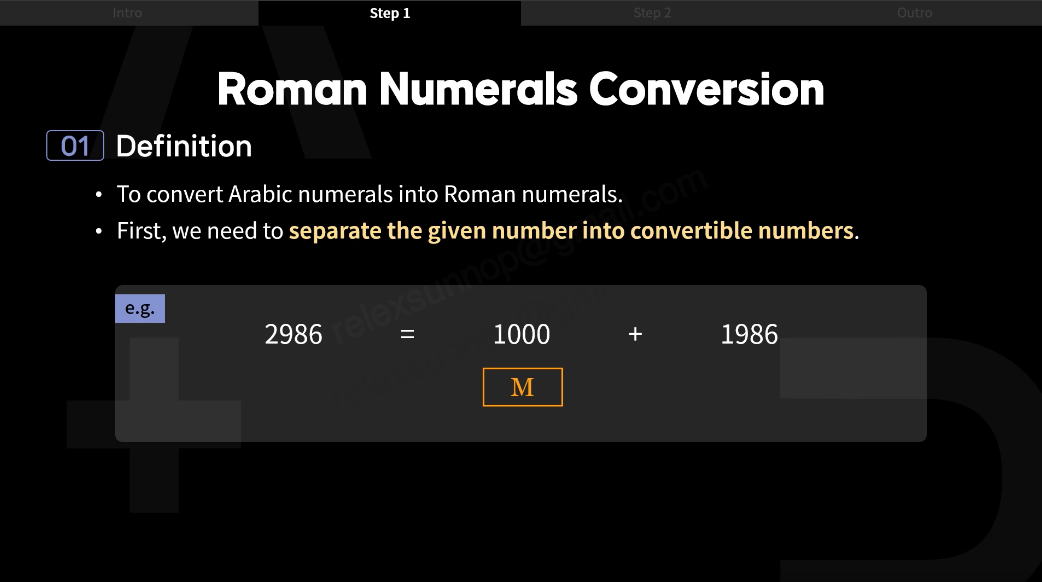 Intro Step 1 Step 2 Outro
Roman Numerals Conversion
01 Definition
• To convert Arabic numerals into Roman numerals.
• First, we need to separate the given number into convertible numbers.
relexsunnop@gmail.com
e.g.
2986 = 1000 + 1986
M